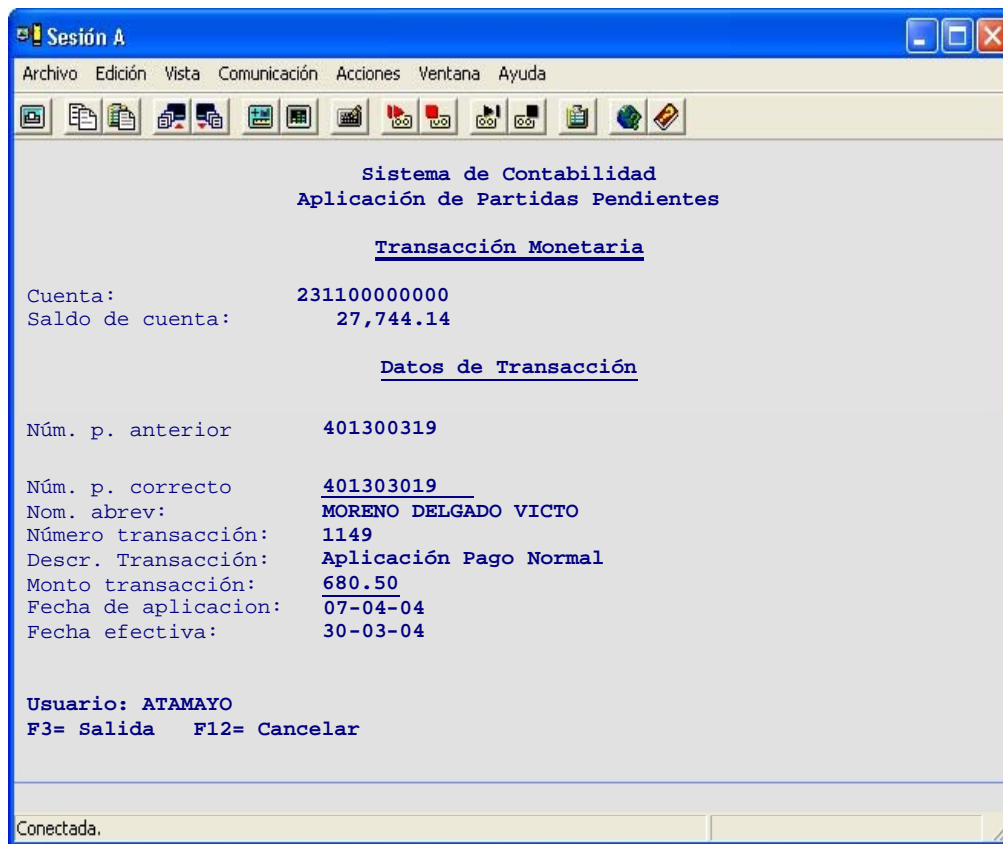 Sesión A
Archivo Edición Vista Comunicación Acciones Ventana Ayuda
Sistema de Contabilidad
Aplicación de Partidas Pendientes
Transacción Monetaria
Cuenta: 231100000000
Saldo de cuenta: 27,744.14
Datos de Transacción
Núm. p. anterior 401300319
Núm. p. correcto 401303019
Nom. abrev: MORENO DELGADO VICTO
Número transacción: 1149
Descr. Transacción: Aplicación Pago Normal
Monto transacción: 680.50
Fecha de aplicacion: 07-04-04
Fecha efectiva: 30-03-04
Usuario: ATAMAYO
F3= Salida F12= Cancelar
Conectada.